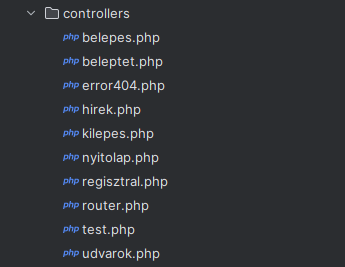 controllers
php belepes.php
php beleptet.php
php error404.php
php hirek.php
php kilepes.php
php nyitolap.php
php regisztral.php
php router.php
php test.php
php udvarok.php